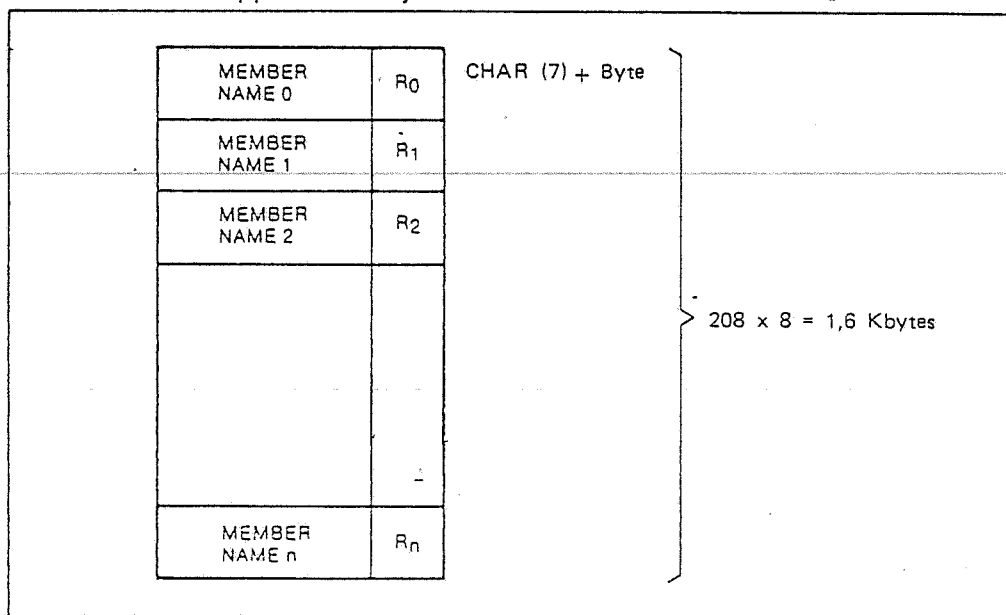 MEMBER
NAME 0
R0
CHAR (7) + Byte
MEMBER
NAME 1
R1
MEMBER
NAME 2
R2
208 x 8 = 1,6 Kbytes
MEMBER
NAME n
Rn